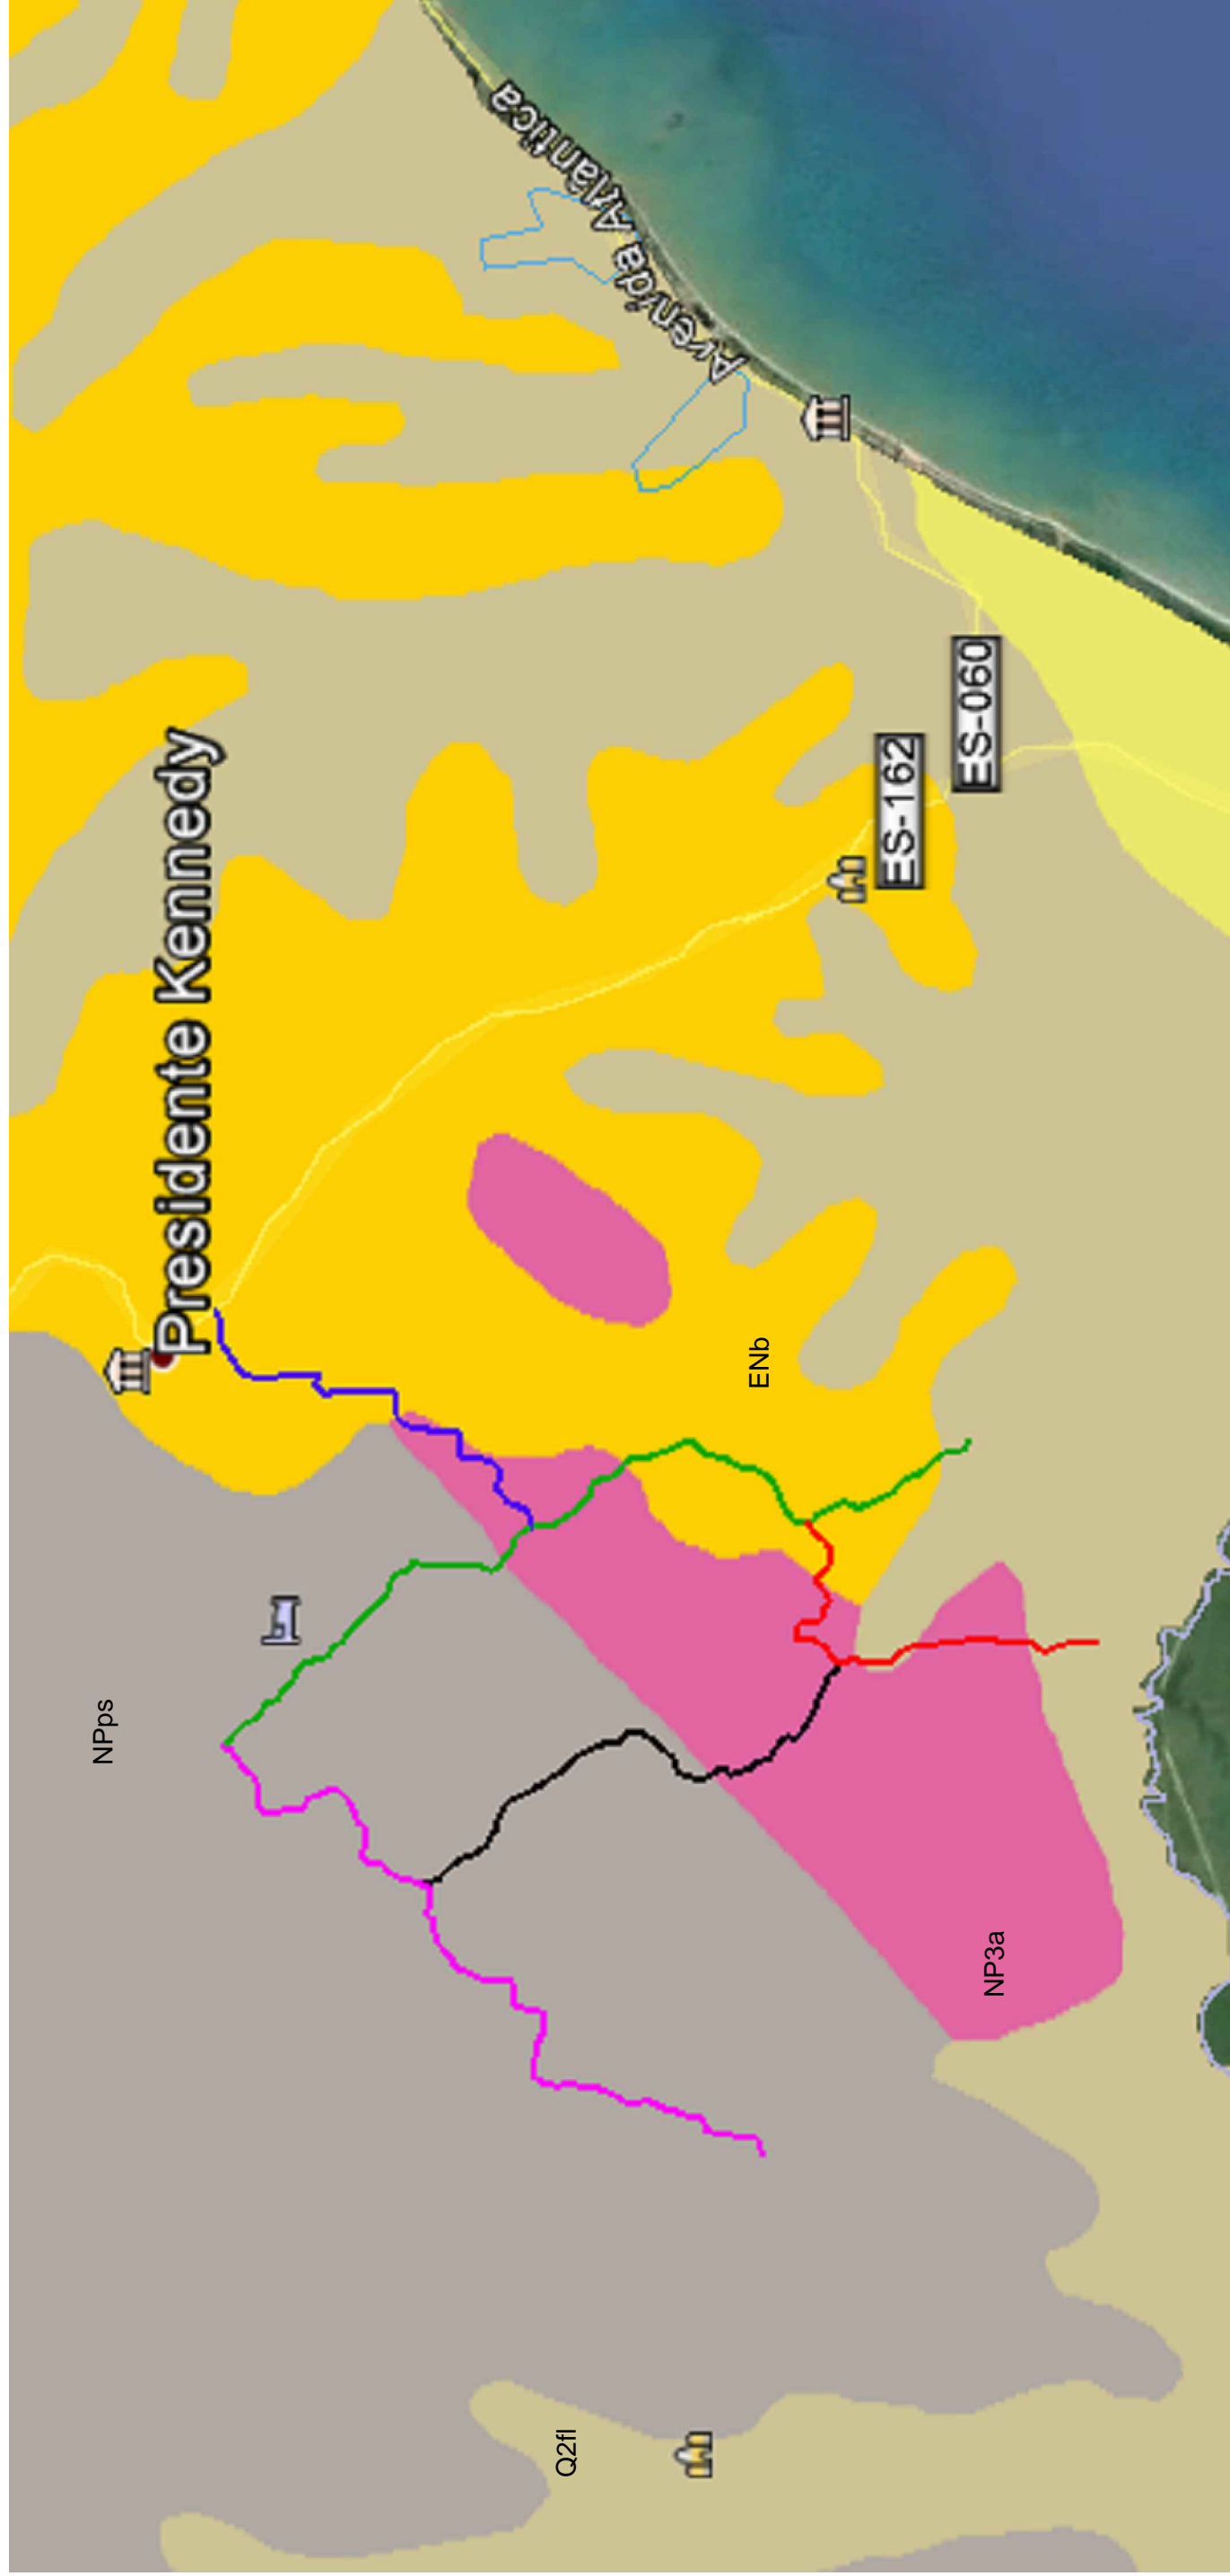 Presidente Kennedy
Avenida Atlântica
NPps
ENb
ES-162
ES-060
Q2fl
NP3a